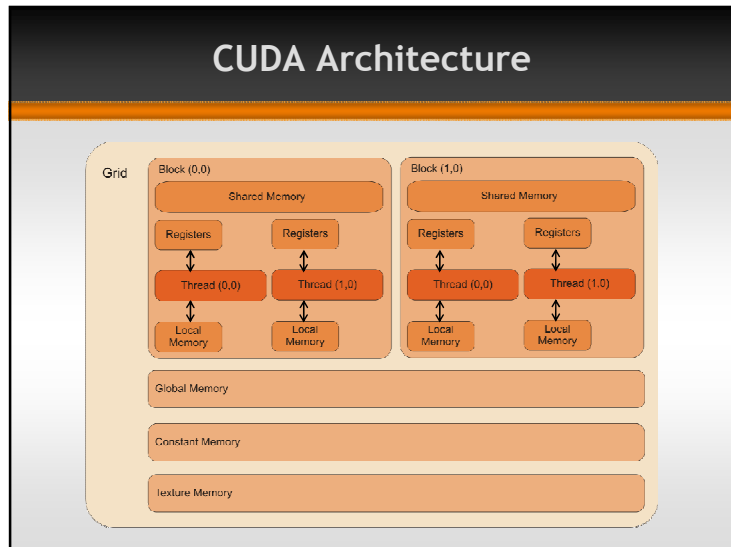 CUDA Architecture
Grid
Block (0,0)
Shared Memory
Registers
Registers
Thread (0,0)
Thread (1,0)
Local
Memory
Local
Memory
Block (1,0)
Shared Memory
Registers
Registers
Thread (0,0)
Thread (1,0)
Local
Memory
Local
Memory
Global Memory
Constant Memory
Texture Memory